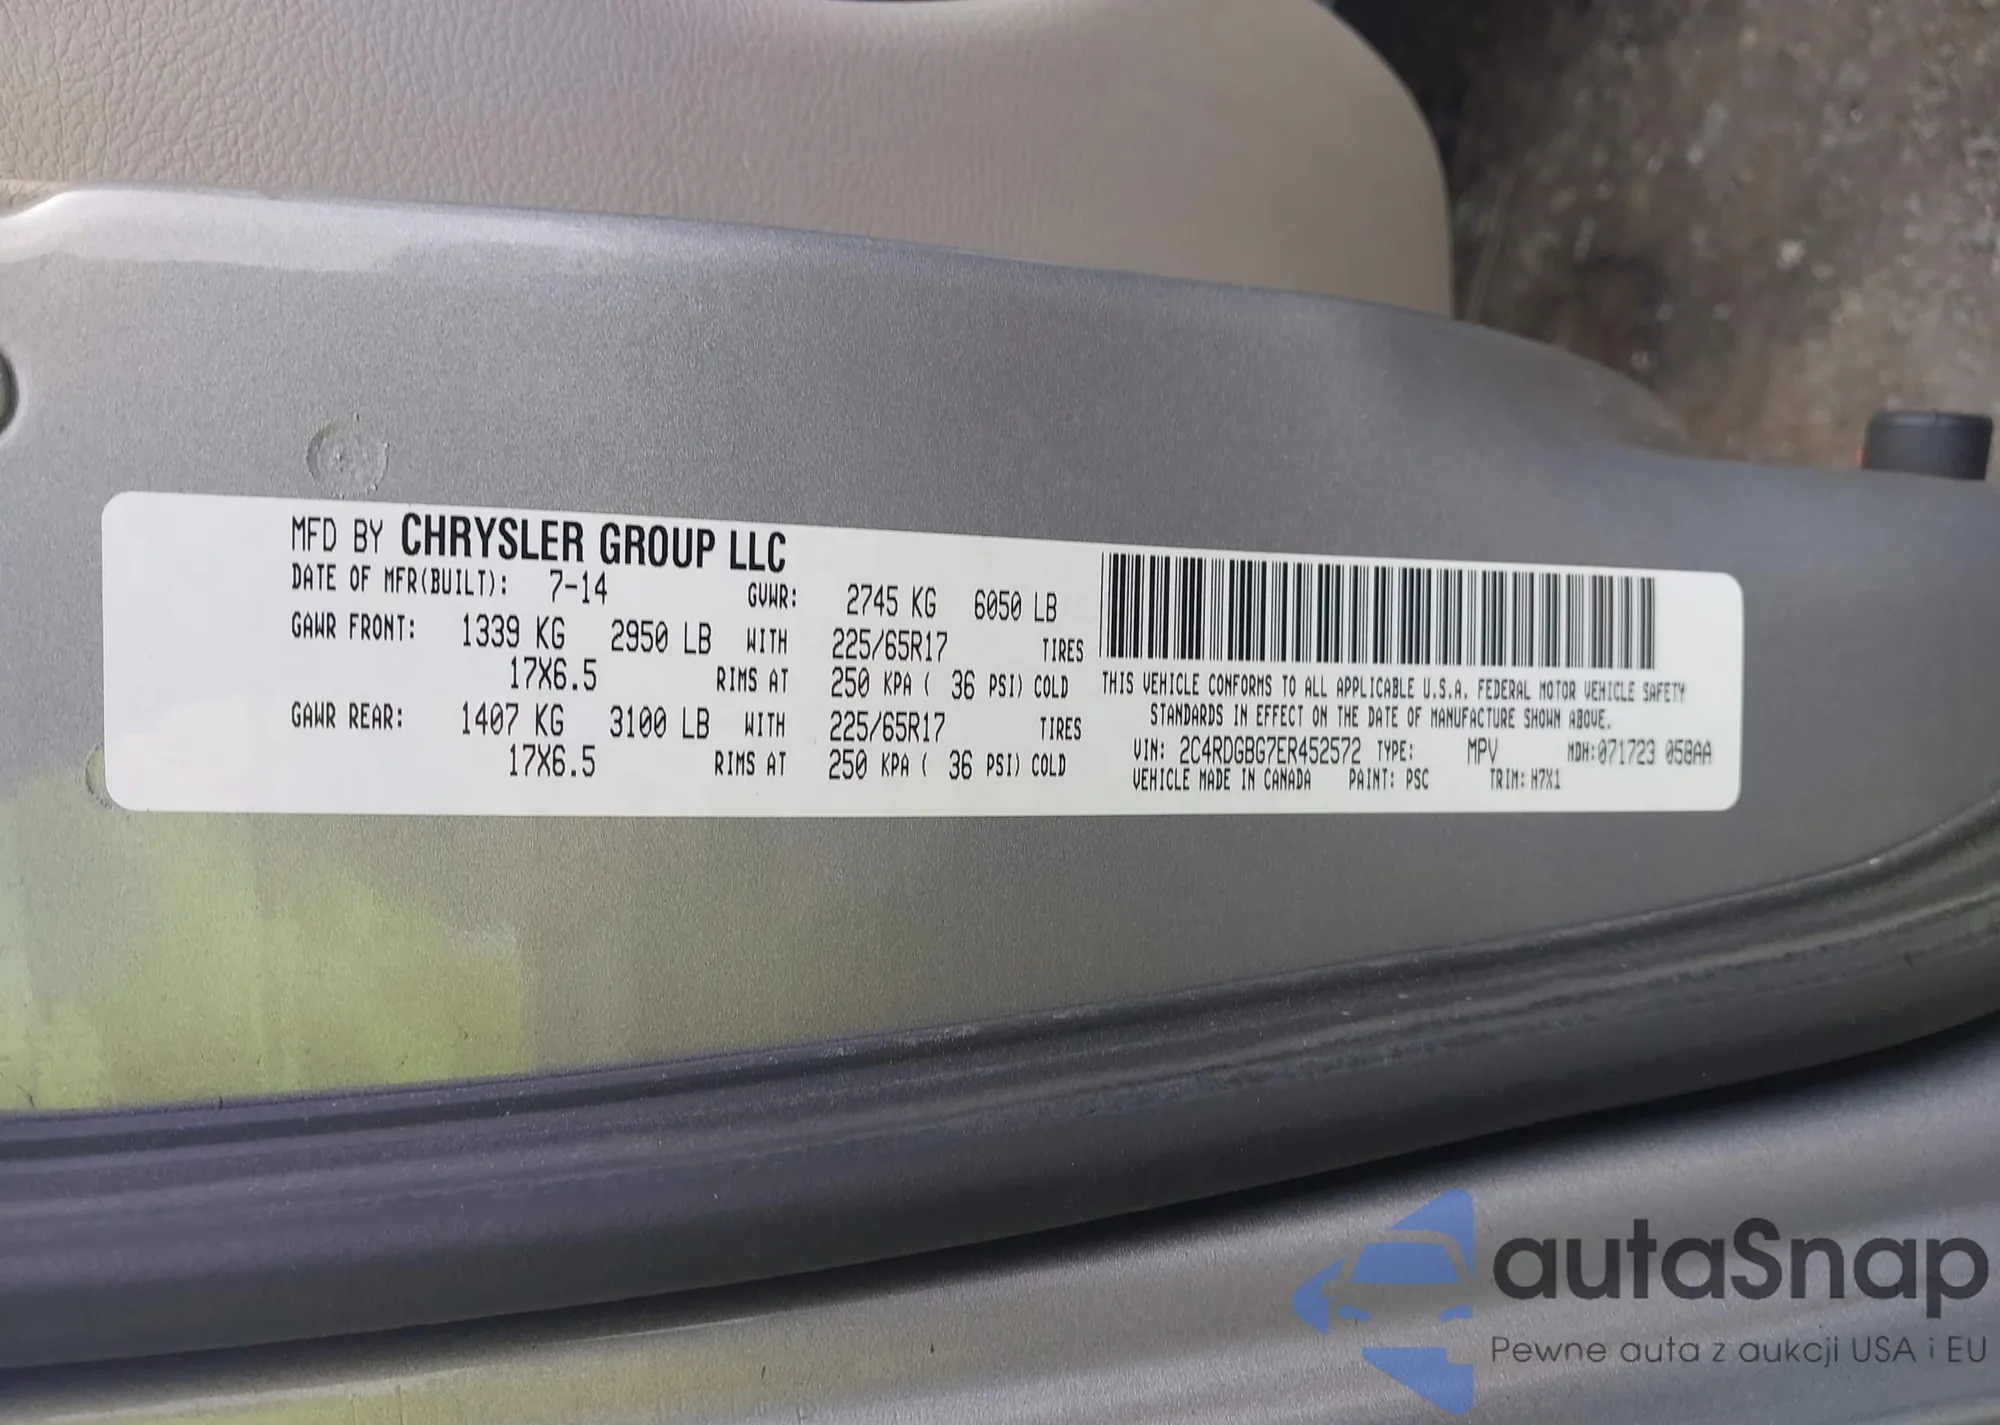 MFD BY CHRYSLER GROUP LLC
DATE OF MFR(BUILT): 7-14 GVWR: 2745 KG 6050 LB
GAWR FRONT: 1339 KG 2950 LB WITH 225/65R17 TIRES
17X6.5 RIMS AT 250 KPA ( 36 PSI) COLD
GAWR REAR: 1407 KG 3100 LB WITH 225/65R17 TIRES
17X6.5 RIMS AT 250 KPA ( 36 PSI) COLD
THIS VEHICLE CONFORMS TO ALL APPLICABLE U.S.A. FEDERAL MOTOR VEHICLE SAFETY
STANDARDS IN EFFECT ON THE DATE OF MANUFACTURE SHOWN ABOVE.
VIN: 2C4RDGBG7ER452572 TYPE: MPV MDH:071723 058AA
VEHICLE MADE IN CANADA PAINT: PSC TRIM: H7X1
autaSnap
Pewne auta z aukcji USA i EU